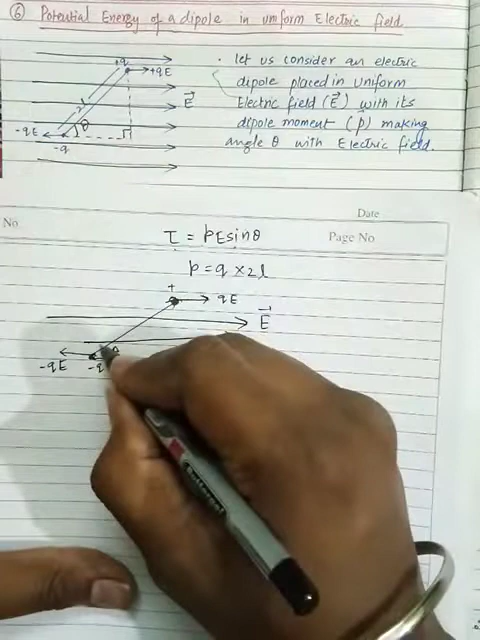 ⑥ Potential Energy of a dipole in uniform Electric field
+q
+qE
2l
θ
E⃗
-qE
-q
• let us consider an electric
dipole placed in uniform
Electric field (E⃗) with its
dipole moment (p⃗) making
angle θ with Electric field.
No
Date
Page No
τ = pEsinθ
p = q × 2l
+
qE
E⃗
-qE
-q